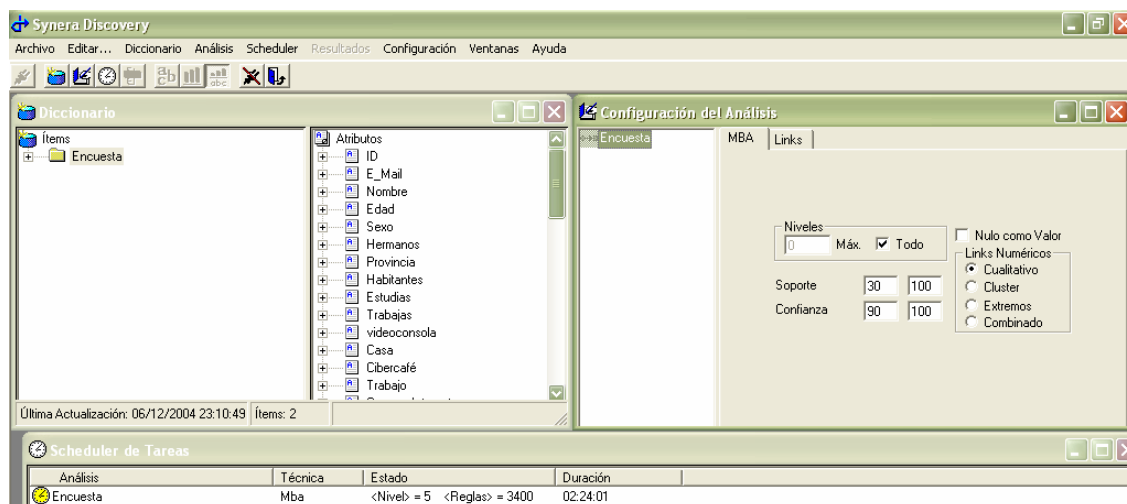 Synera Discovery
Archivo Editar... Diccionario Análisis Scheduler Resultados Configuración Ventanas Ayuda
Diccionario
Ítems
Encuesta
Atributos
ID
E_Mail
Nombre
Edad
Sexo
Hermanos
Provincia
Habitantes
Estudias
Trabajas
videoconsola
Casa
Cibercafé
Trabajo
Última Actualización: 06/12/2004 23:10:49 Ítems: 2
Configuración del Análisis
Encuesta
MBA Links
Niveles
0 Máx. Todo
Nulo como Valor
Links Numéricos
Cualitativo
Cluster
Extremos
Combinado
Soporte 30 100
Confianza 90 100
Scheduler de Tareas
Análisis Técnica Estado Duración
Encuesta Mba <Nivel> = 5 <Reglas> = 3400 02:24:01